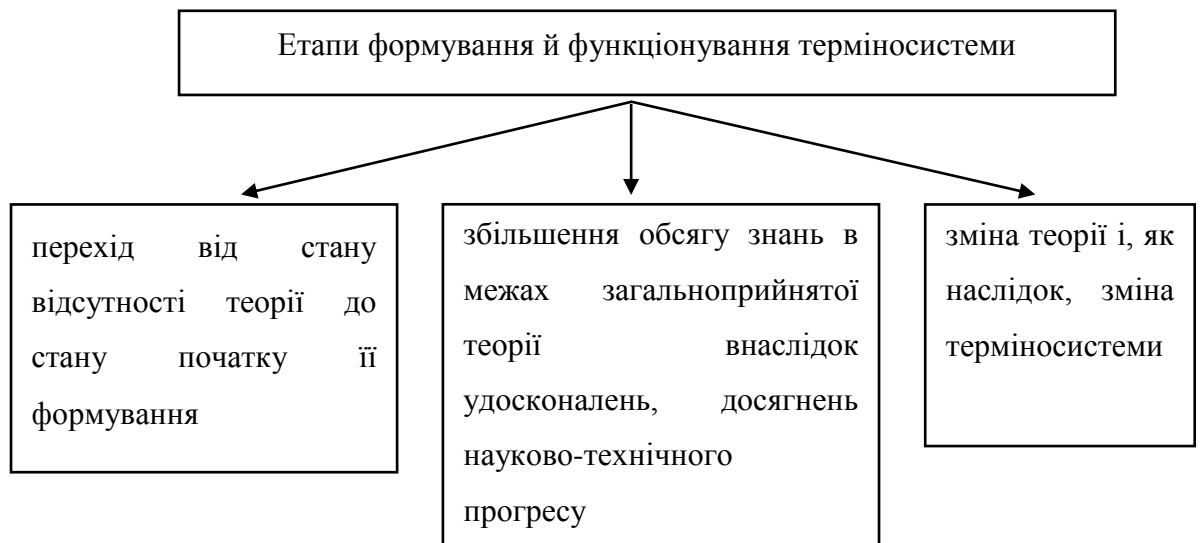 Етапи формування й функціонування терміносистеми
перехід від стану
відсутності теорії до
стану початку її
формування
збільшення обсягу знань в
межах загальноприйнятої
теорії внаслідок
удосконалень, досягнень
науково-технічного
прогресу
зміна теорії і, як
наслідок, зміна
терміносистеми